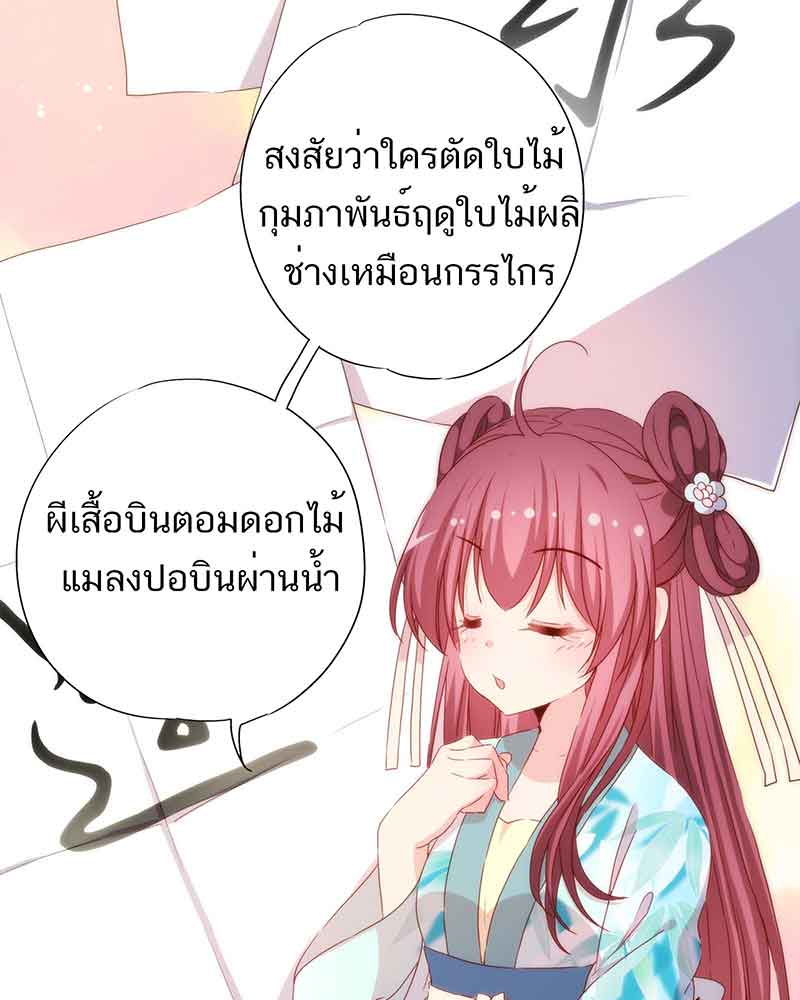 สงสัยว่าใครตัดใบไม้
กุมภาพันธ์ฤดูใบไม้ผลิ
ช่างเหมือนกรรไกร
ผีเสื้อบินตอมดอกไม้
แมลงปอบินผ่านน้ำ